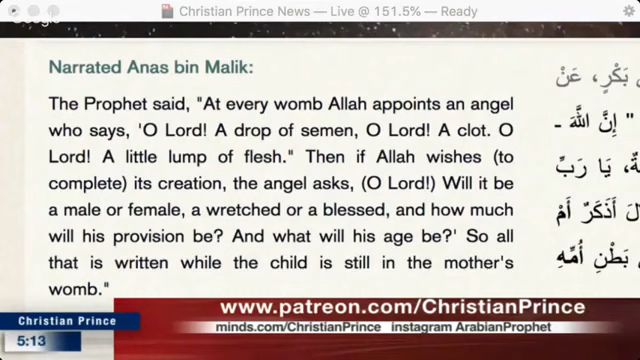 Christian Prince News — Live @ 151.5% — Ready
Narrated Anas bin Malik:
The Prophet said, "At every womb Allah appoints an angel
who says, 'O Lord! A drop of semen, O Lord! A clot. O
Lord! A little lump of flesh." Then if Allah wishes (to
complete) its creation, the angel asks, (O Lord!) Will it be
a male or female, a wretched or a blessed, and how much
will his provision be? And what will his age be?' So all
that is written while the child is still in the mother's
womb."
بَكْرٍ، عَنْ
" إِنَّ اللَّهَ ـ
يَا رَبِّ
أَذَكَرٌ أَمْ
بَطْنِ أُمِّهِ
www.patreon.com/ChristianPrince
Christian Prince
minds.com/ChristianPrince instagram ArabianProphet
5:13